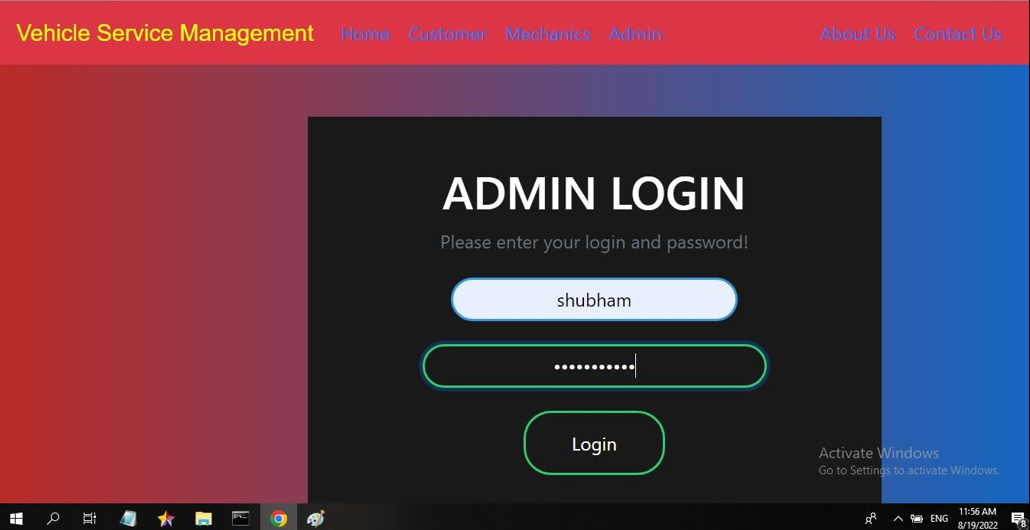 Vehicle Service Management Home Customer Mechanics Admin About Us Contact Us
ADMIN LOGIN
Please enter your login and password!
shubham
•••••••••••
Login
Activate Windows
Go to Settings to activate Windows.
ENG
11:56 AM
8/19/2022